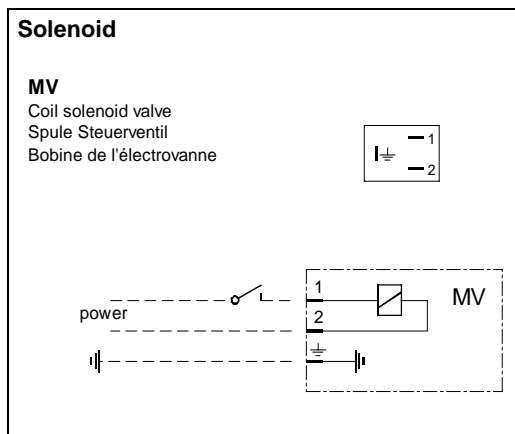 Solenoid
MV
Coil solenoid valve
Spule Steuerventil
Bobine de l'électrovanne
1
2
1
MV
power
2